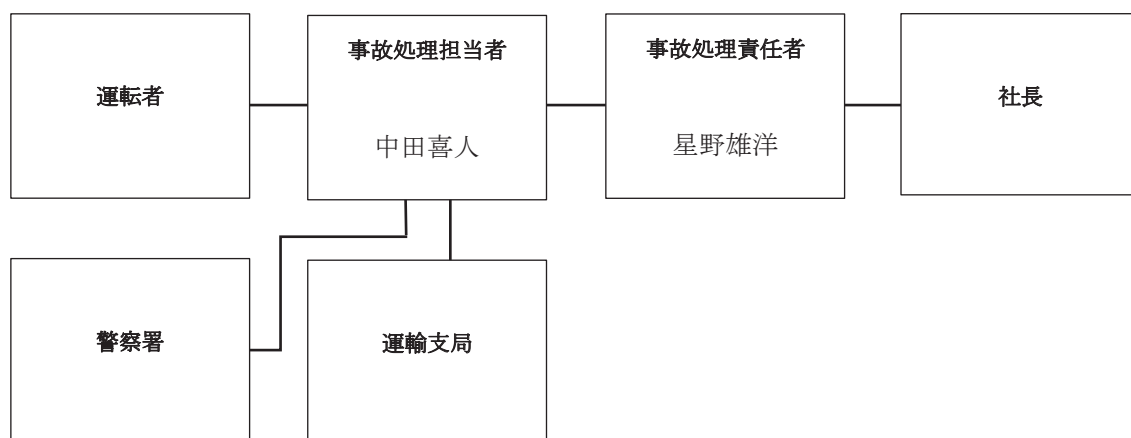 運転者
事故処理担当者
中田喜人
事故処理責任者
星野雄洋
社長
警察署
運輸支局